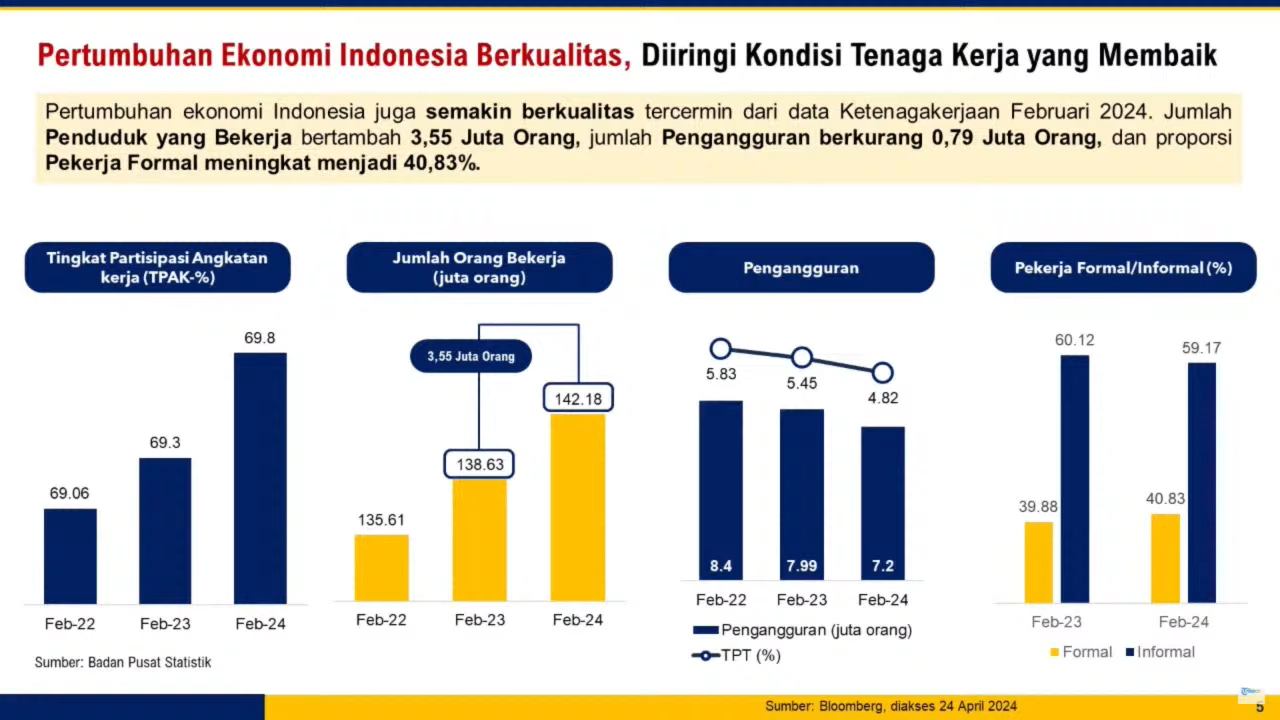 Pertumbuhan Ekonomi Indonesia Berkualitas, Diiringi Kondisi Tenaga Kerja yang Membaik
Pertumbuhan ekonomi Indonesia juga semakin berkualitas tercermin dari data Ketenagakerjaan Februari 2024. Jumlah
Penduduk yang Bekerja bertambah 3,55 Juta Orang, jumlah Pengangguran berkurang 0,79 Juta Orang, dan proporsi
Pekerja Formal meningkat menjadi 40,83%.
Tingkat Partisipasi Angkatan
kerja (TPAK-%)
69.06
69.3
69.8
Feb-22
Feb-23
Feb-24
Sumber: Badan Pusat Statistik
Jumlah Orang Bekerja
(juta orang)
3,55 Juta Orang
135.61
138.63
142.18
Feb-22
Feb-23
Feb-24
Pengangguran
5.83
5.45
4.82
8.4
7.99
7.2
Feb-22
Feb-23
Feb-24
Pengangguran (juta orang)
TPT (%)
Pekerja Formal/Informal (%)
39.88
60.12
40.83
59.17
Feb-23
Feb-24
Formal
Informal
Sumber: Bloomberg, diakses 24 April 2024
5